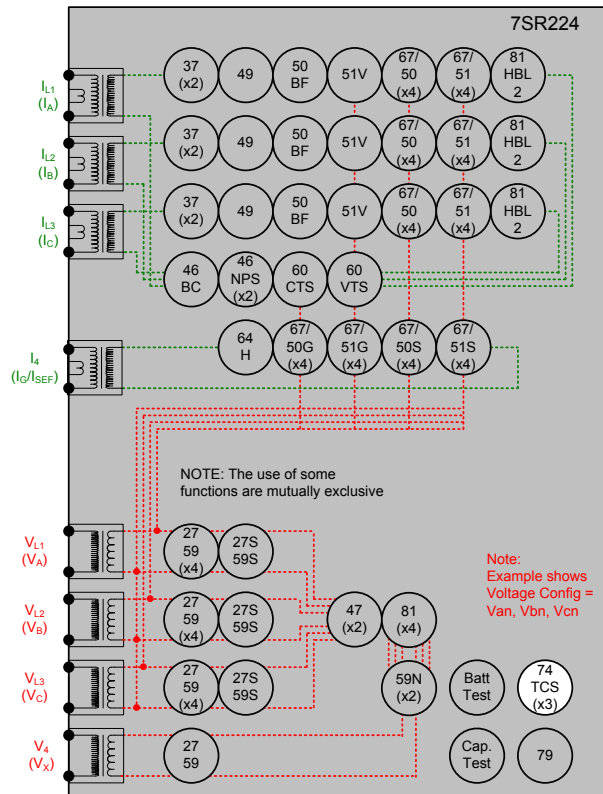 7SR224
IL1
(IA)
37
(x2)
49
50
BF
51V
67/
50
(x4)
67/
51
(x4)
81
HBL
2
IL2
(IB)
37
(x2)
49
50
BF
51V
67/
50
(x4)
67/
51
(x4)
81
HBL
2
IL3
(IC)
37
(x2)
49
50
BF
51V
67/
50
(x4)
67/
51
(x4)
81
HBL
2
46
BC
46
NPS
(x2)
60
CTS
60
VTS
I4
(IG/ISEF)
64
H
67/
50G
(x4)
67/
51G
(x4)
67/
50S
(x4)
67/
51S
(x4)
NOTE: The use of some
functions are mutually exclusive
VL1
(VA)
27
59
(x4)
27S
59S
Note:
Example shows
Voltage Config =
Van, Vbn, Vcn
VL2
(VB)
27
59
(x4)
27S
59S
47
(x2)
81
(x4)
VL3
(VC)
27
59
(x4)
27S
59S
59N
(x2)
Batt
Test
74
TCS
(x3)
V4
(VX)
27
59
Cap.
Test
79